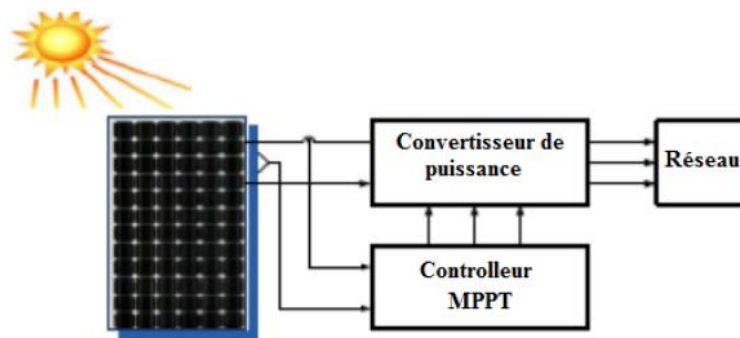 Convertisseur de
puissance
Réseau
Controlleur
MPPT